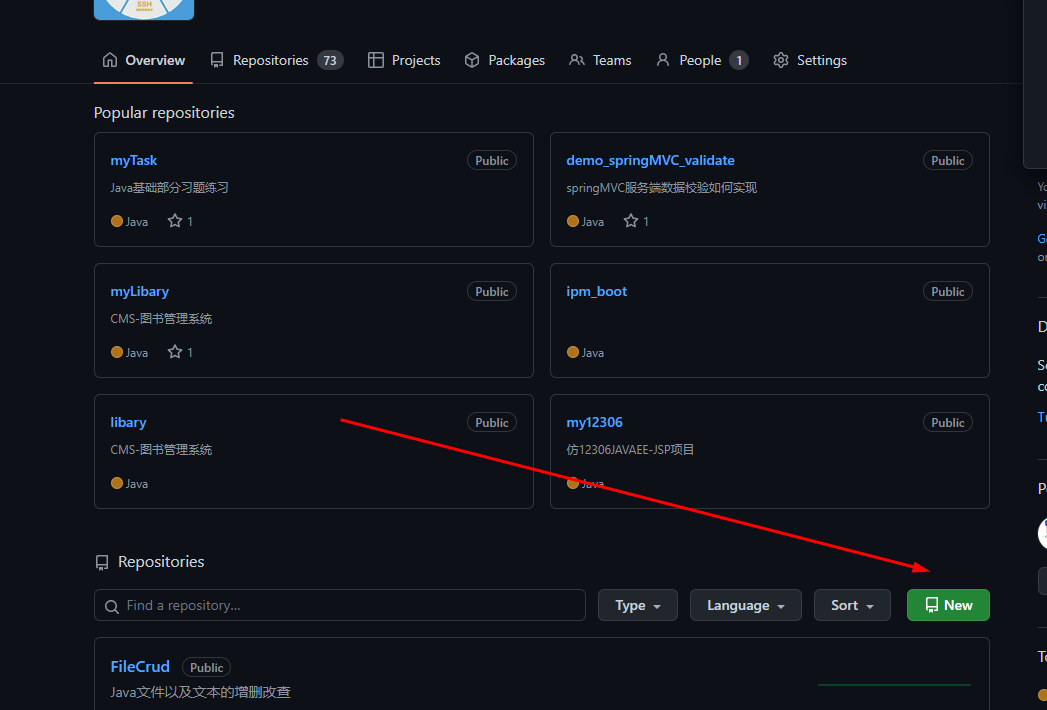 SSH
Overview Repositories 73 Projects Packages Teams People 1 Settings
Popular repositories
myTask Public
Java基础部分习题练习
Java 1
demo_springMVC_validate Public
springMVC服务端数据校验如何实现
Java 1
myLibary Public
CMS-图书管理系统
Java 1
ipm_boot Public
Java
libary Public
CMS-图书管理系统
Java
my12306 Public
仿12306JAVAEE-JSP项目
Java
Repositories
Find a repository... Type Language Sort New
FileCrud Public
Java文件以及文本的增删改查